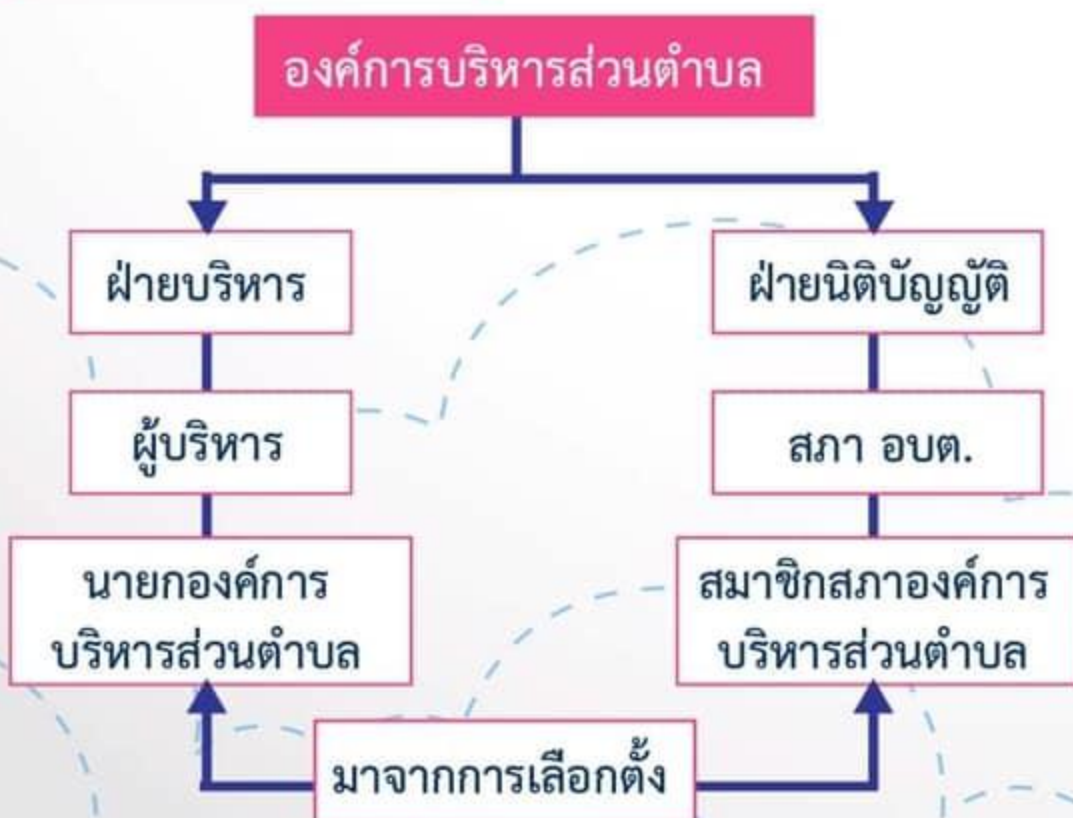 องค์การบริหารส่วนตำบล
ฝ่ายบริหาร
ฝ่ายนิติบัญญัติ
ผู้บริหาร
สภา อบต.
นายกองค์การ
บริหารส่วนตำบล
สมาชิกสภาองค์การ
บริหารส่วนตำบล
มาจากการเลือกตั้ง